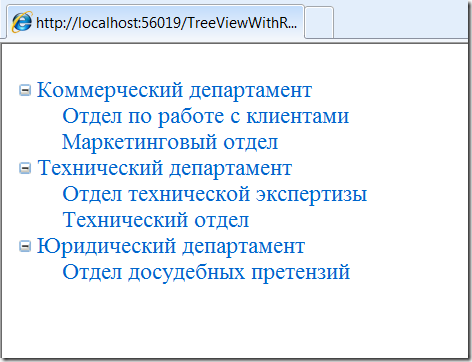 http://localhost:56019/TreeViewWithR...
Коммерческий департамент
Отдел по работе с клиентами
Маркетинговый отдел
Технический департамент
Отдел технической экспертизы
Технический отдел
Юридический департамент
Отдел досудебных претензий